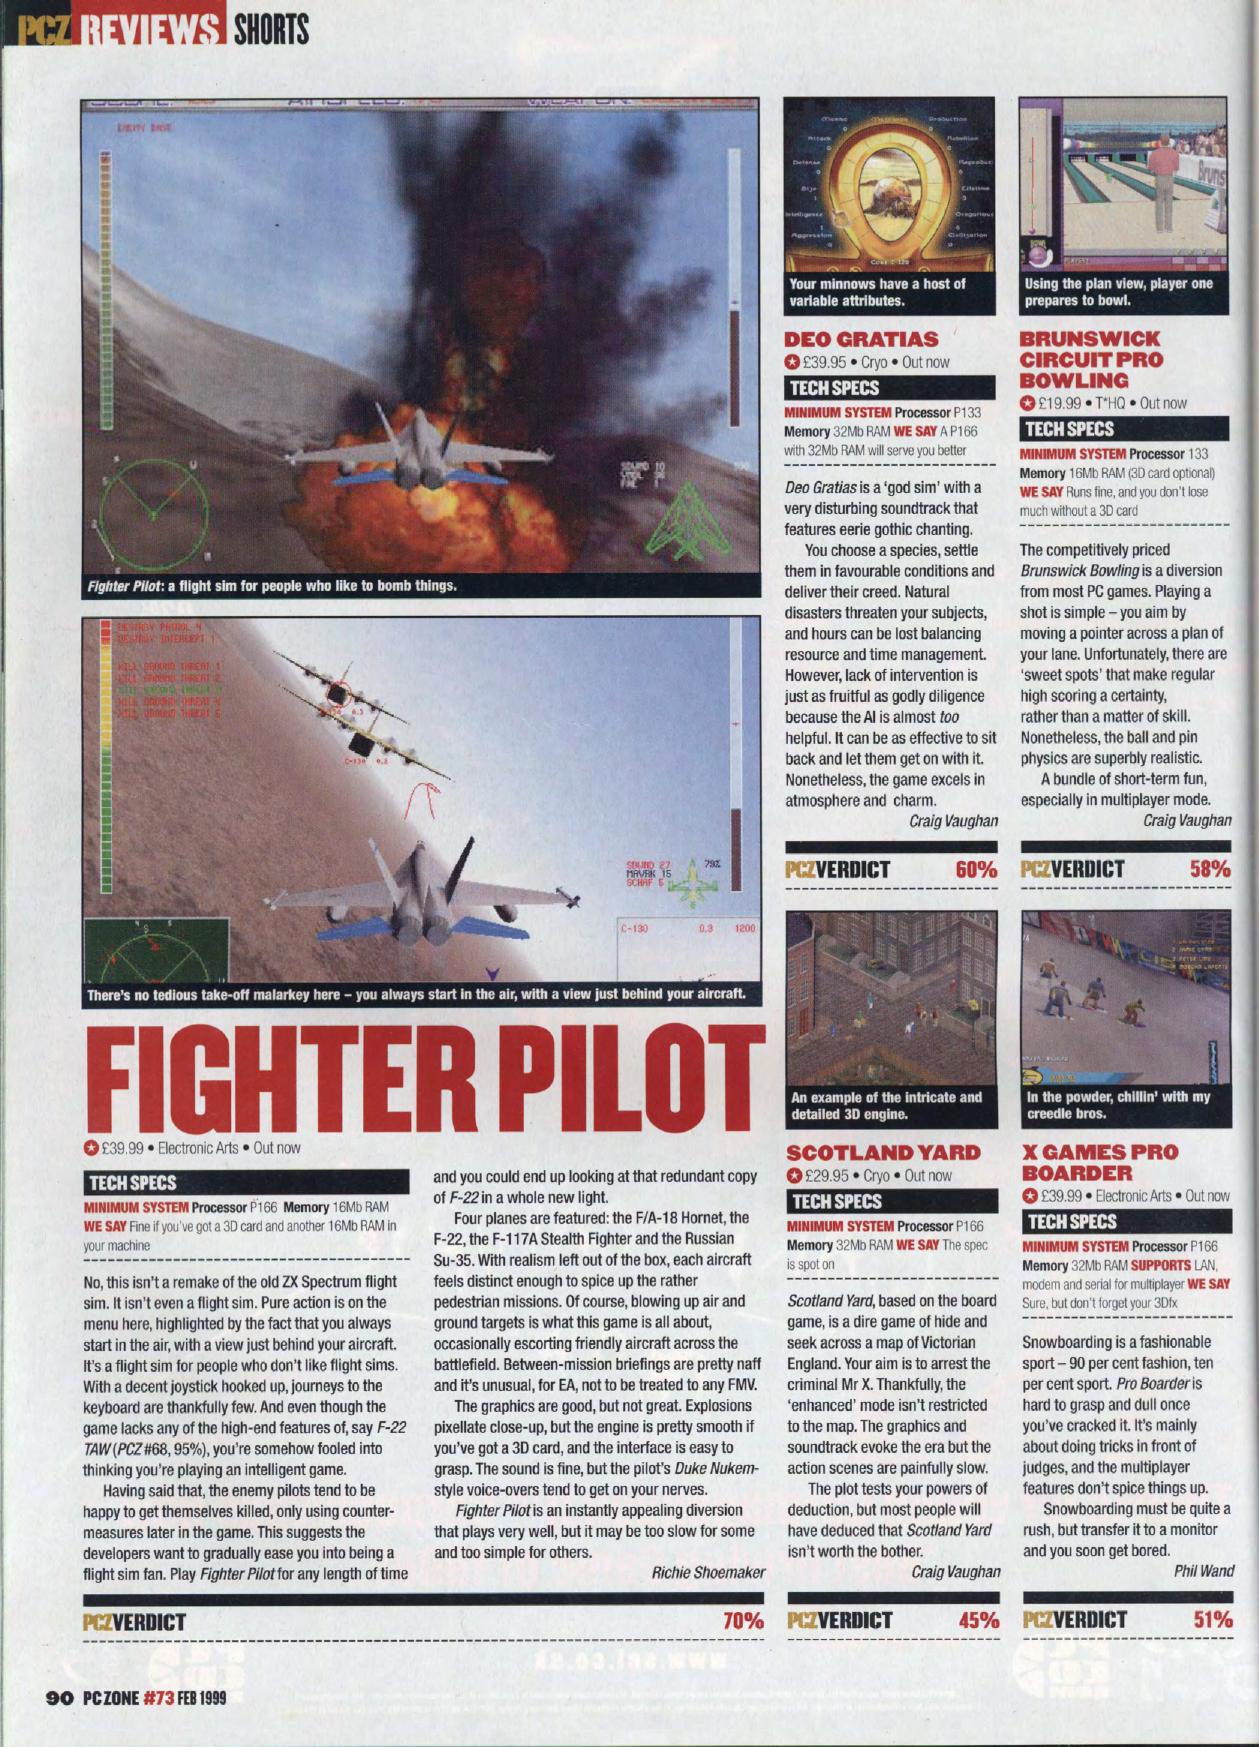 PCZ REVIEWS SHORTS
ENEMY BASE
Fighter Pilot: a flight sim for people who like to bomb things.
DESTROY PATROL 4
DESTROY INTERCEPT 1
KILL GROUND THREAT 1
KILL GROUND THREAT 2
C-130 0.3
C-130 0.3
SDWND 27
MAVRK 15
79%
C-130 0.3 1200
There's no tedious take-off malarkey here – you always start in the air, with a view just behind your aircraft.
FIGHTER PILOT
£39.99 • Electronic Arts • Out now
TECH SPECS
MINIMUM SYSTEM Processor P166 Memory 16Mb RAM
WE SAY Fine if you've got a 3D card and another 16Mb RAM in
your machine
No, this isn't a remake of the old ZX Spectrum flight
sim. It isn't even a flight sim. Pure action is on the
menu here, highlighted by the fact that you always
start in the air, with a view just behind your aircraft.
It's a flight sim for people who don't like flight sims.
With a decent joystick hooked up, journeys to the
keyboard are thankfully few. And even though the
game lacks any of the high-end features of, say F-22
TAW (PCZ #68, 95%), you're somehow fooled into
thinking you're playing an intelligent game.
Having said that, the enemy pilots tend to be
happy to get themselves killed, only using counter-
measures later in the game. This suggests the
developers want to gradually ease you into being a
flight sim fan. Play Fighter Pilot for any length of time
and you could end up looking at that redundant copy
of F-22 in a whole new light.
Four planes are featured: the F/A-18 Hornet, the
F-22, the F-117A Stealth Fighter and the Russian
Su-35. With realism left out of the box, each aircraft
feels distinct enough to spice up the rather
pedestrian missions. Of course, blowing up air and
ground targets is what this game is all about,
occasionally escorting friendly aircraft across the
battlefield. Between-mission briefings are pretty naff
and it's unusual, for EA, not to be treated to any FMV.
The graphics are good, but not great. Explosions
pixellate close-up, but the engine is pretty smooth if
you've got a 3D card, and the interface is easy to
grasp. The sound is fine, but the pilot's Duke Nukem-
style voice-overs tend to get on your nerves.
Fighter Pilot is an instantly appealing diversion
that plays very well, but it may be too slow for some
and too simple for others.
Richie Shoemaker
PCZVERDICT 70%
Attack
Production
Defense
Size
Lifetime
Intelligence
Gregarious
Aggression
Civilization
Your minnows have a host of
variable attributes.
DEO GRATIAS
£39.95 • Cryo • Out now
TECH SPECS
MINIMUM SYSTEM Processor P133
Memory 32Mb RAM WE SAY A P166
with 32Mb RAM will serve you better
Deo Gratias is a 'god sim' with a
very disturbing soundtrack that
features eerie gothic chanting.
You choose a species, settle
them in favourable conditions and
deliver their creed. Natural
disasters threaten your subjects,
and hours can be lost balancing
resource and time management.
However, lack of intervention is
just as fruitful as godly diligence
because the AI is almost too
helpful. It can be as effective to sit
back and let them get on with it.
Nonetheless, the game excels in
atmosphere and charm.
Craig Vaughan
PCZVERDICT 60%
Using the plan view, player one
prepares to bowl.
BRUNSWICK
CIRCUIT PRO
BOWLING
£19.99 • T*HQ • Out now
TECH SPECS
MINIMUM SYSTEM Processor 133
Memory 16Mb RAM (3D card optional)
WE SAY Runs fine, and you don't lose
much without a 3D card
The competitively priced
Brunswick Bowling is a diversion
from most PC games. Playing a
shot is simple – you aim by
moving a pointer across a plan of
your lane. Unfortunately, there are
'sweet spots' that make regular
high scoring a certainty,
rather than a matter of skill.
Nonetheless, the ball and pin
physics are superbly realistic.
A bundle of short-term fun,
especially in multiplayer mode.
Craig Vaughan
PCZVERDICT 58%
An example of the intricate and
detailed 3D engine.
SCOTLAND YARD
£29.95 • Cryo • Out now
TECH SPECS
MINIMUM SYSTEM Processor P166
Memory 32Mb RAM WE SAY The spec
is spot on
Scotland Yard, based on the board
game, is a dire game of hide and
seek across a map of Victorian
England. Your aim is to arrest the
criminal Mr X. Thankfully, the
'enhanced' mode isn't restricted
to the map. The graphics and
soundtrack evoke the era but the
action scenes are painfully slow.
The plot tests your powers of
deduction, but most people will
have deduced that Scotland Yard
isn't worth the bother.
Craig Vaughan
PCZVERDICT 45%
In the powder, chillin' with my
creedle bros.
X GAMES PRO
BOARDER
£39.99 • Electronic Arts • Out now
TECH SPECS
MINIMUM SYSTEM Processor P166
Memory 32Mb RAM SUPPORTS LAN,
modem and serial for multiplayer WE SAY
Sure, but don't forget your 3Dfx
Snowboarding is a fashionable
sport – 90 per cent fashion, ten
per cent sport. Pro Boarder is
hard to grasp and dull once
you've cracked it. It's mainly
about doing tricks in front of
judges, and the multiplayer
features don't spice things up.
Snowboarding must be quite a
rush, but transfer it to a monitor
and you soon get bored.
Phil Wand
PCZVERDICT 51%
90 PC ZONE #73 FEB 1999